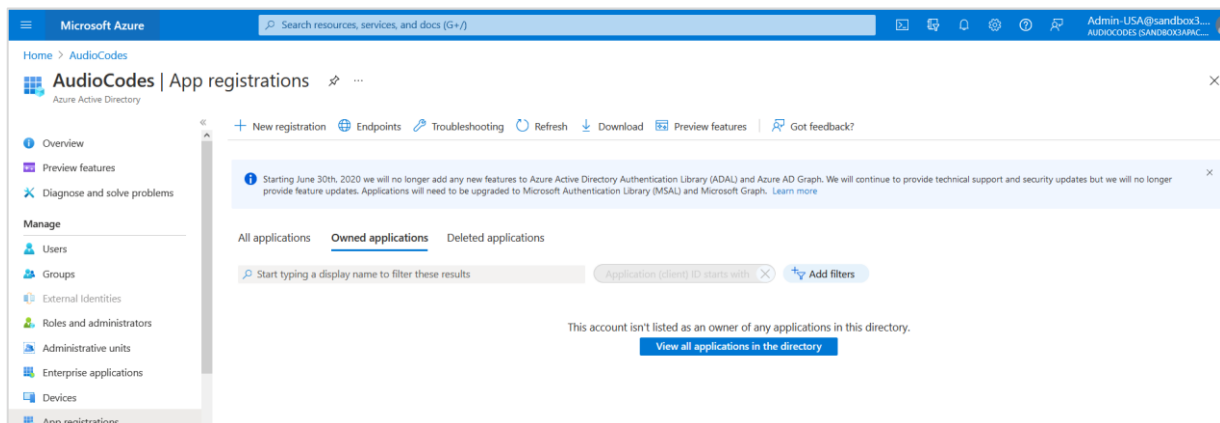 Microsoft Azure
Search resources, services, and docs (G+/)
Admin-USA@sandbox3....
AUDIOCODES (SANDBOX3APAC....
Home > AudioCodes
AudioCodes | App registrations
Azure Active Directory
New registration Endpoints Troubleshooting Refresh Download Preview features Got feedback?
Overview
Preview features
Diagnose and solve problems
Manage
Users
Groups
External Identities
Roles and administrators
Administrative units
Enterprise applications
Devices
App registrations
Starting June 30th, 2020 we will no longer add any new features to Azure Active Directory Authentication Library (ADAL) and Azure AD Graph. We will continue to provide technical support and security updates but we will no longer
provide feature updates. Applications will need to be upgraded to Microsoft Authentication Library (MSAL) and Microsoft Graph. Learn more
All applications Owned applications Deleted applications
Start typing a display name to filter these results
Application (client) ID starts with
Add filters
This account isn't listed as an owner of any applications in this directory.
View all applications in the directory